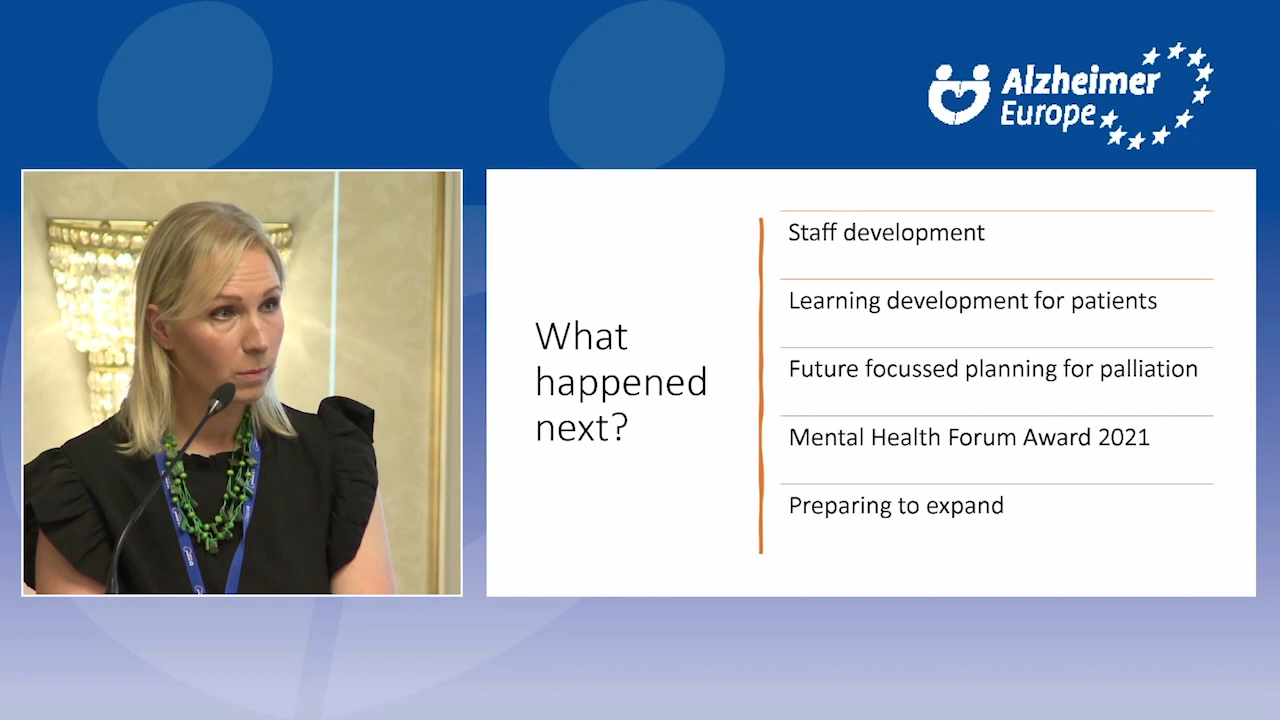 Alzheimer
Europe
What
happened
next?
Staff development
Learning development for patients
Future focussed planning for palliation
Mental Health Forum Award 2021
Preparing to expand